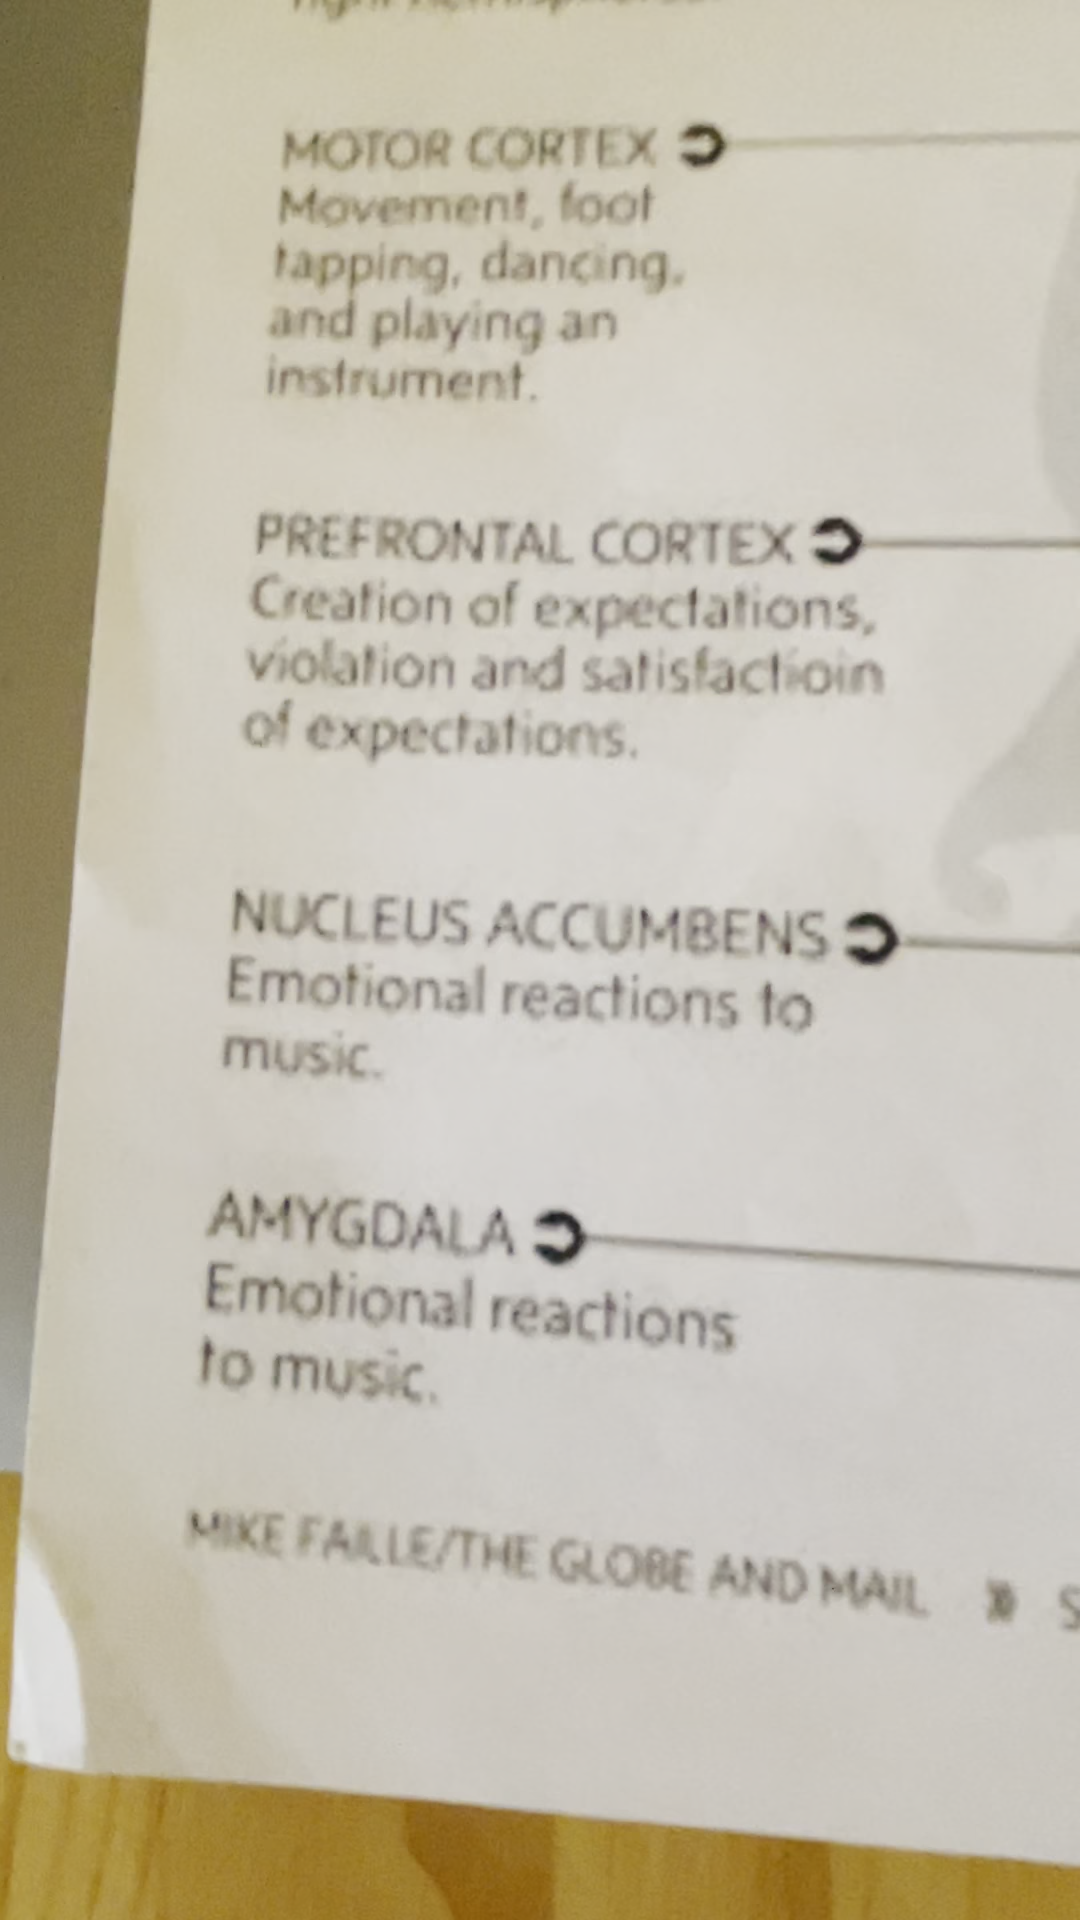 MOTOR CORTEX
Movement, foot
tapping, dancing,
and playing an
instrument.
PREFRONTAL CORTEX
Creation of expectations,
violation and satisfactioin
of expectations.
NUCLEUS ACCUMBENS
Emotional reactions to
music.
AMYGDALA
Emotional reactions
to music.
MIKE FAILLE/THE GLOBE AND MAIL » S